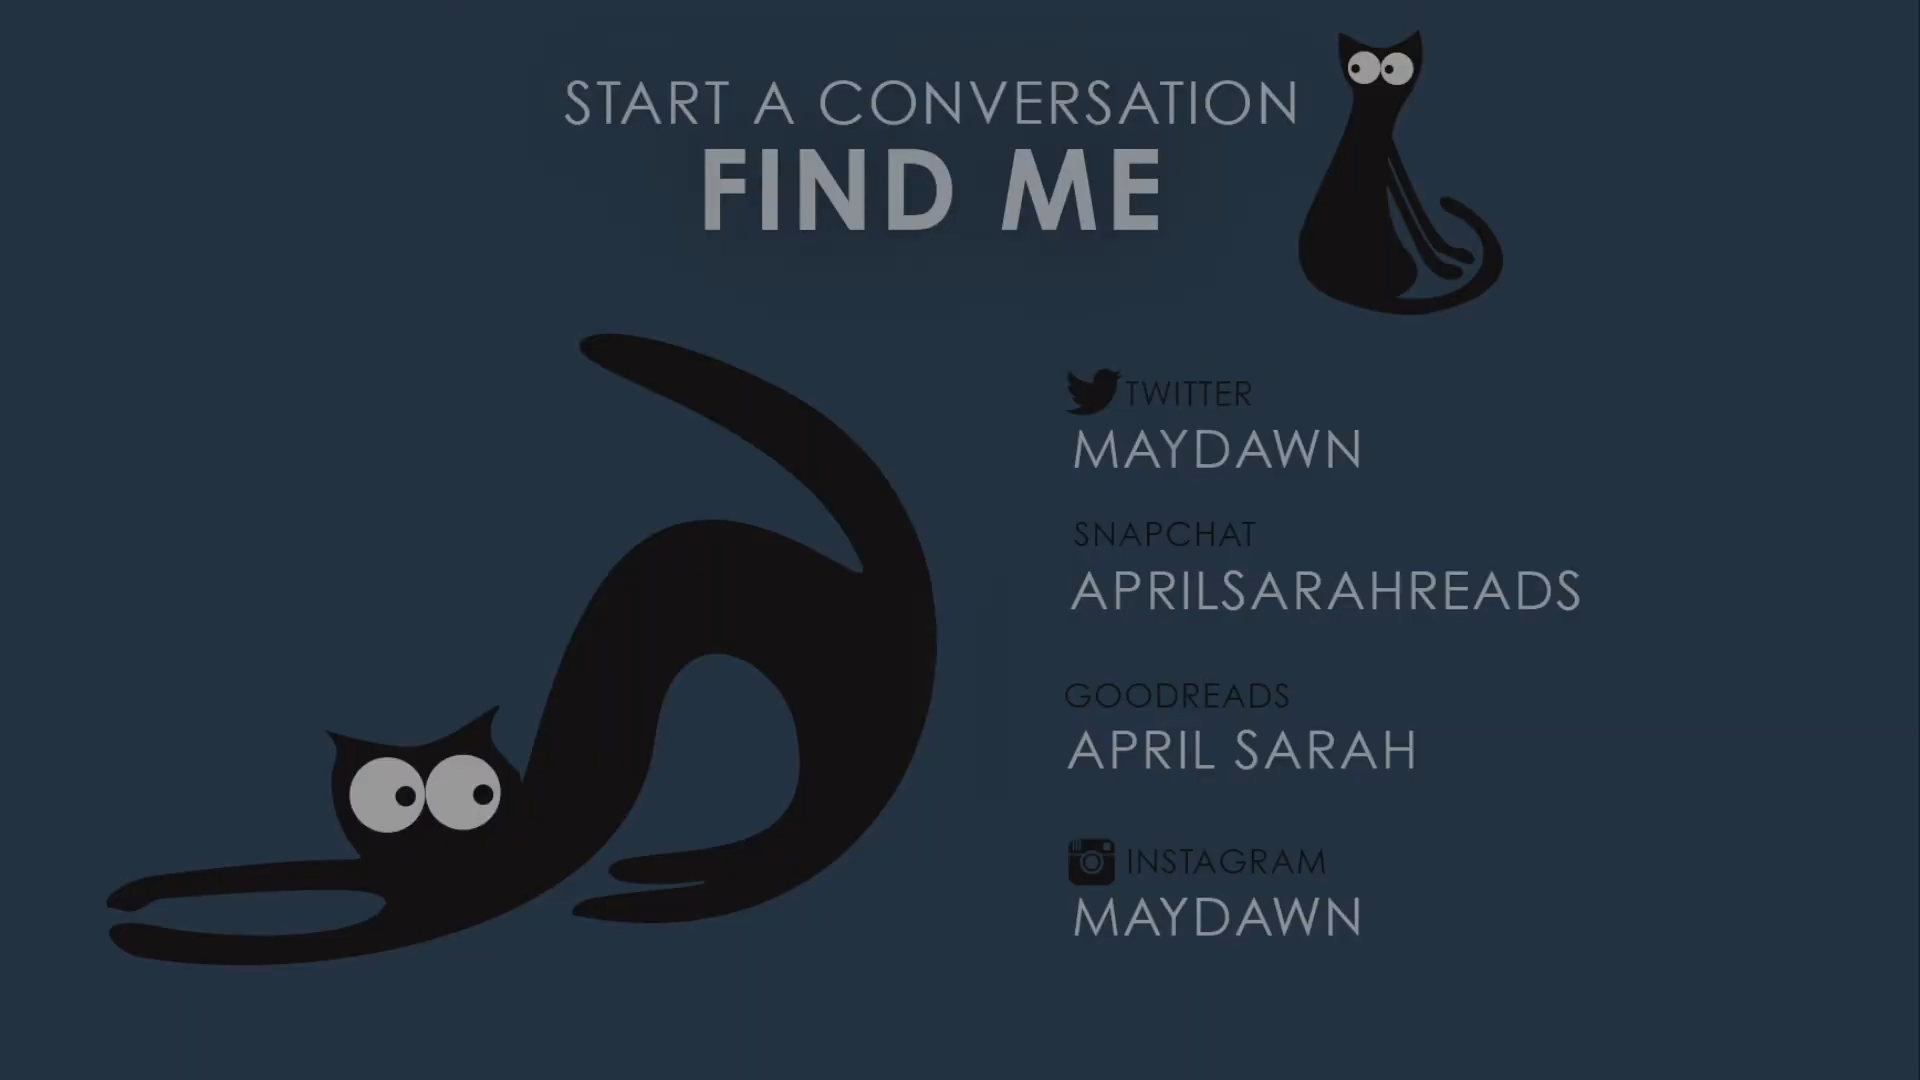 START A CONVERSATION
FIND ME
TWITTER
MAYDAWN
SNAPCHAT
APRILSARAHREADS
GOODREADS
APRIL SARAH
INSTAGRAM
MAYDAWN